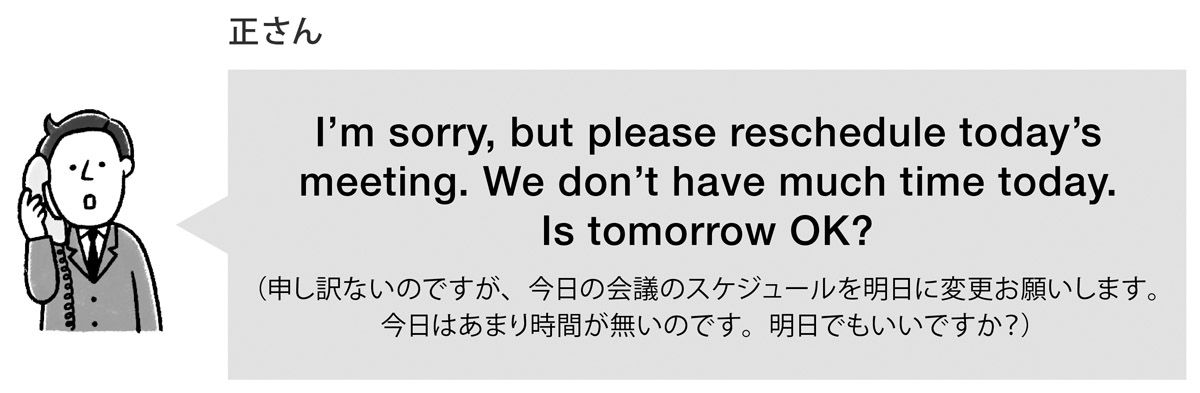 正さん
I’m sorry, but please reschedule today’s
meeting. We don’t have much time today.
Is tomorrow OK?
（申し訳ないのですが、今日の会議のスケジュールを明日に変更お願いします。
今日はあまり時間が無いのです。明日でもいいですか？）